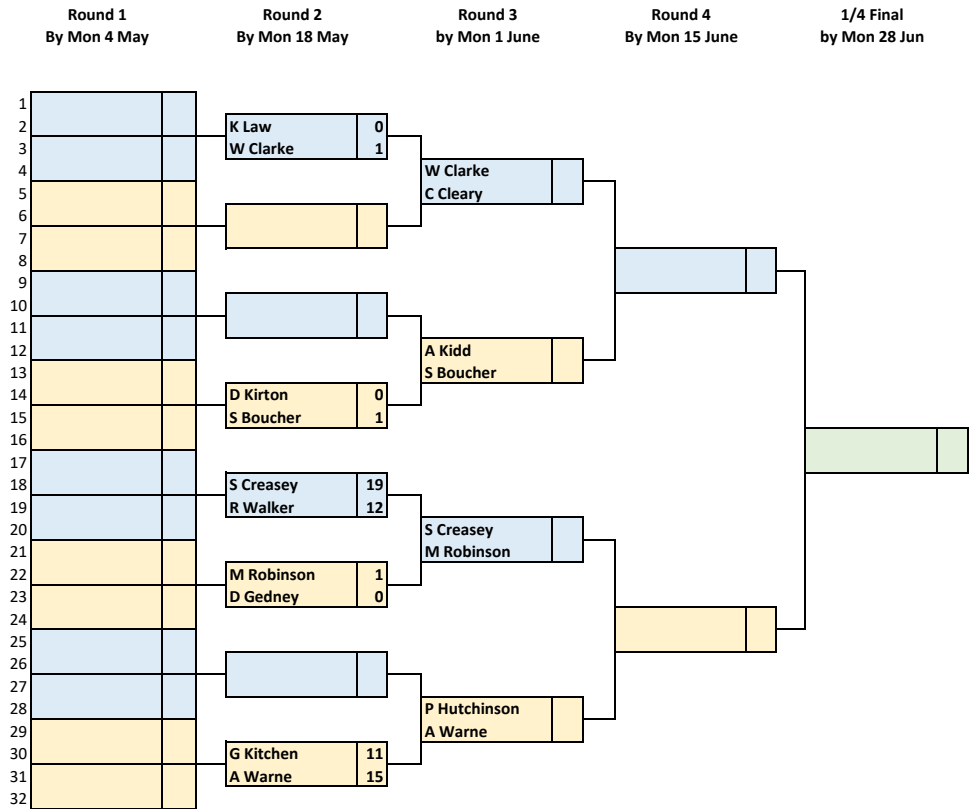 Round 1 Round 2 Round 3 Round 4 1/4 Final
By Mon 4 May By Mon 18 May by Mon 1 June By Mon 15 June by Mon 28 Jun
1
2 K Law 0
3 W Clarke 1
4 W Clarke
5 C Cleary
6
7
8
9
10
11
12 A Kidd
13 S Boucher
14 D Kirton 0
15 S Boucher 1
16
17
18 S Creasey 19
19 R Walker 12
20 S Creasey
21 M Robinson
22 M Robinson 1
23 D Gedney 0
24
25
26
27
28 P Hutchinson
29 A Warne
30 G Kitchen 11
31 A Warne 15
32